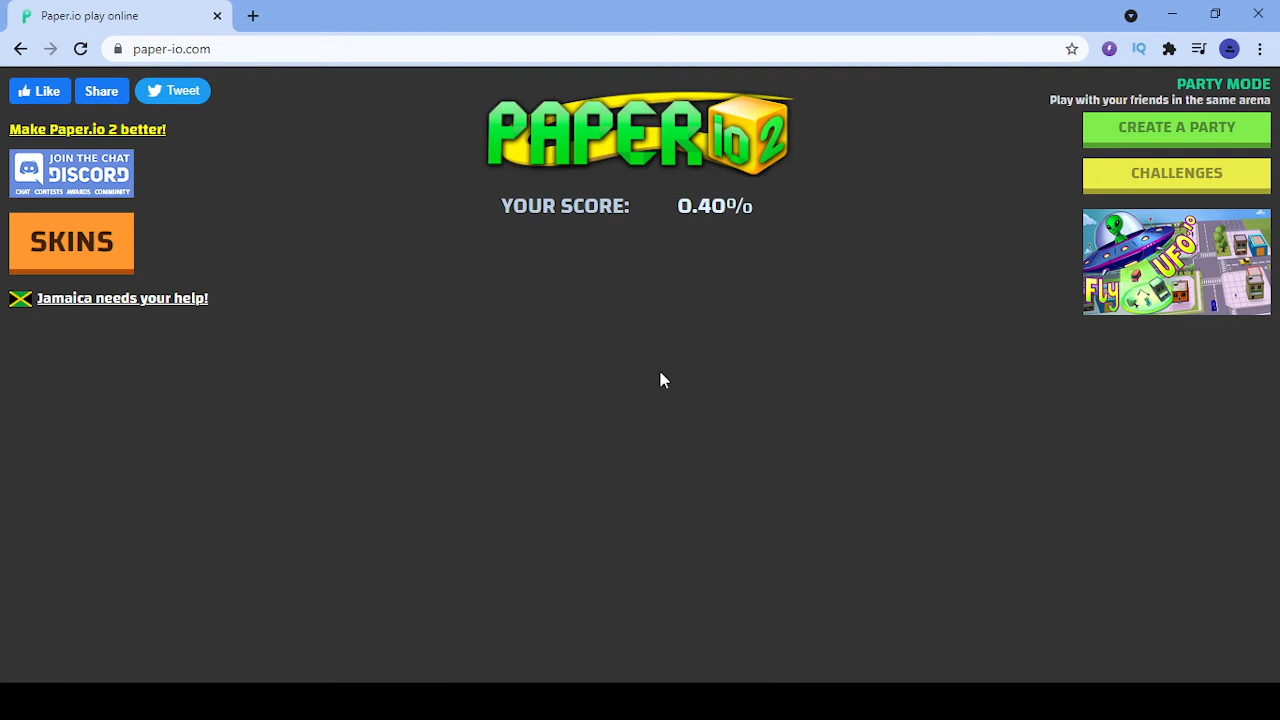 Paper.io play online
paper-io.com
Like Share Tweet
Make Paper.io 2 better!
JOIN THE CHAT
DISCORD
CHAT CONTESTS AWARDS COMMUNITY
SKINS
Jamaica needs your help!
PAPER io 2
YOUR SCORE: 0.40%
PARTY MODE
Play with your friends in the same arena
CREATE A PARTY
CHALLENGES
Fly UFO.io
IQ